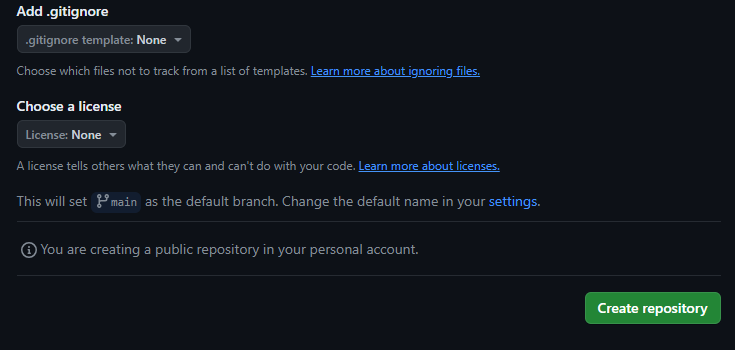 Add .gitignore
.gitignore template: None
Choose which files not to track from a list of templates. Learn more about ignoring files.
Choose a license
License: None
A license tells others what they can and can't do with your code. Learn more about licenses.
This will set main as the default branch. Change the default name in your settings.
You are creating a public repository in your personal account.
Create repository